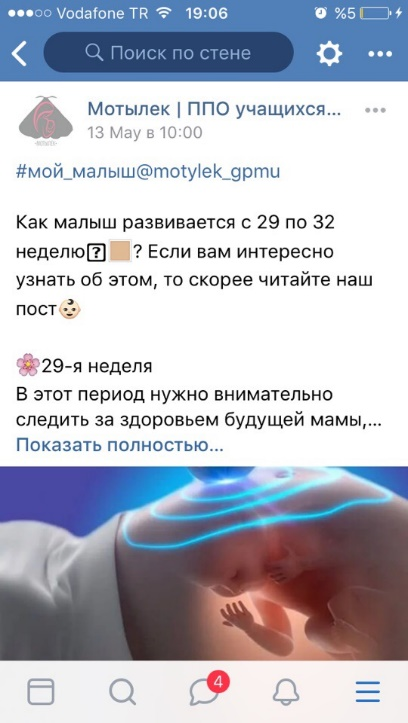 Vodafone TR 19:06 %5
Поиск по стене
Мотылек | ППО учащихся...
13 May в 10:00
#мой_малыш@motylek_gpmu
Как малыш развивается с 29 по 32
неделю? Если вам интересно
узнать об этом, то скорее читайте наш
пост
29-я неделя
В этот период нужно внимательно
следить за здоровьем будущей мамы,...
Показать полностью...
4